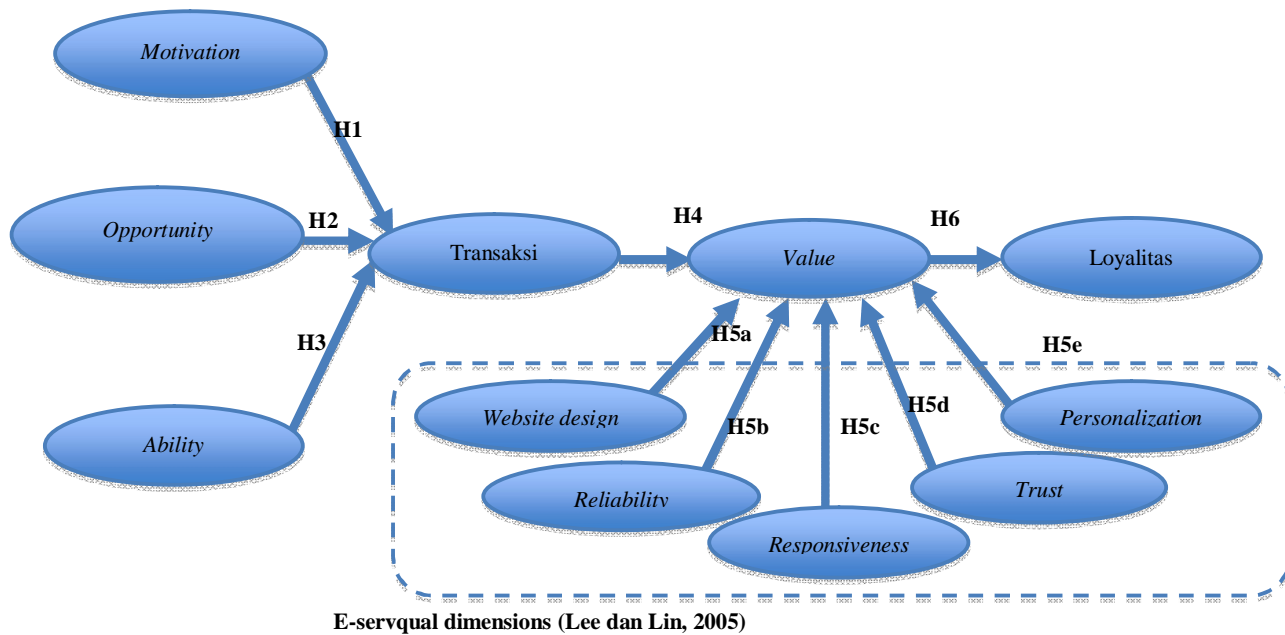 Motivation
H1
Opportunity
H2
Transaksi
H4
Value
H6
Loyalitas
H3
Ability
H5a
H5e
Website design
H5b
H5c
H5d
Personalization
Reliability
Trust
Responsiveness
E-servqual dimensions (Lee dan Lin, 2005)